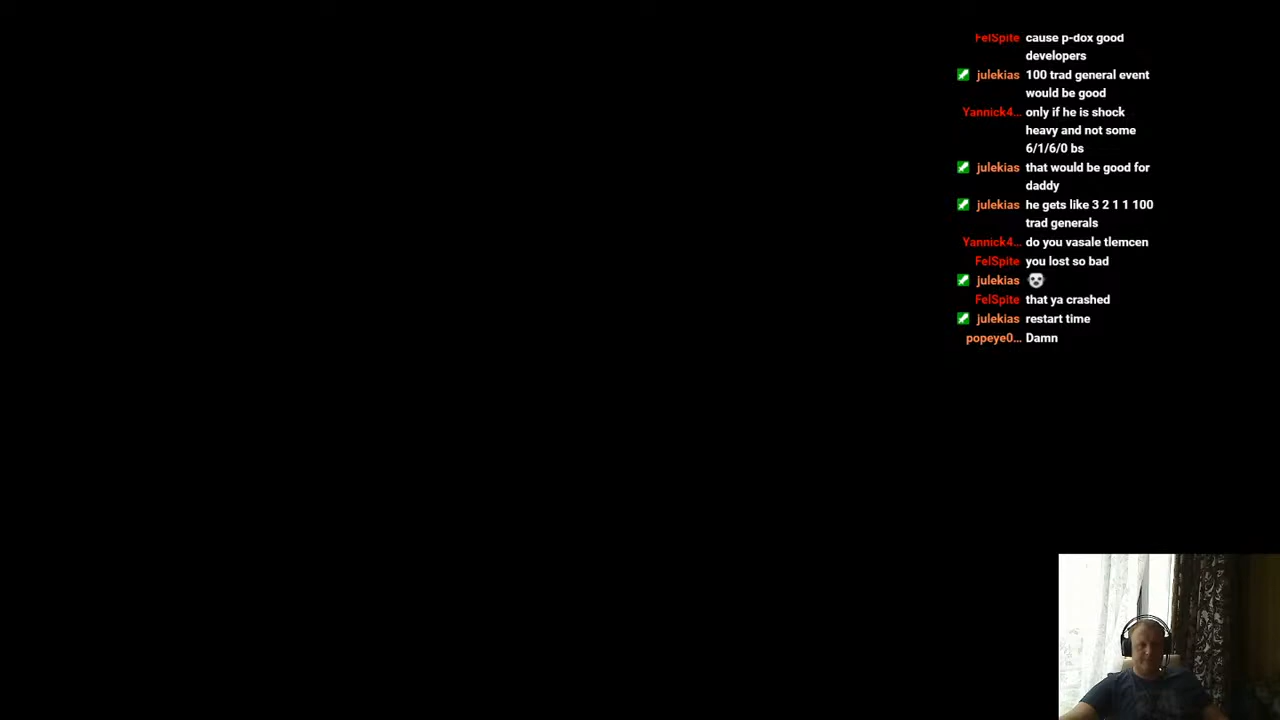 FelSpite cause p-dox good
developers
julekias 100 trad general event
would be good
Yannick4... only if he is shock
heavy and not some
6/1/6/0 bs
julekias that would be good for
daddy
julekias he gets like 3 2 1 1 100
trad generals
Yannick4... do you vasale tlemcen
FelSpite you lost so bad
julekias
FelSpite that ya crashed
julekias restart time
popeye0... Damn